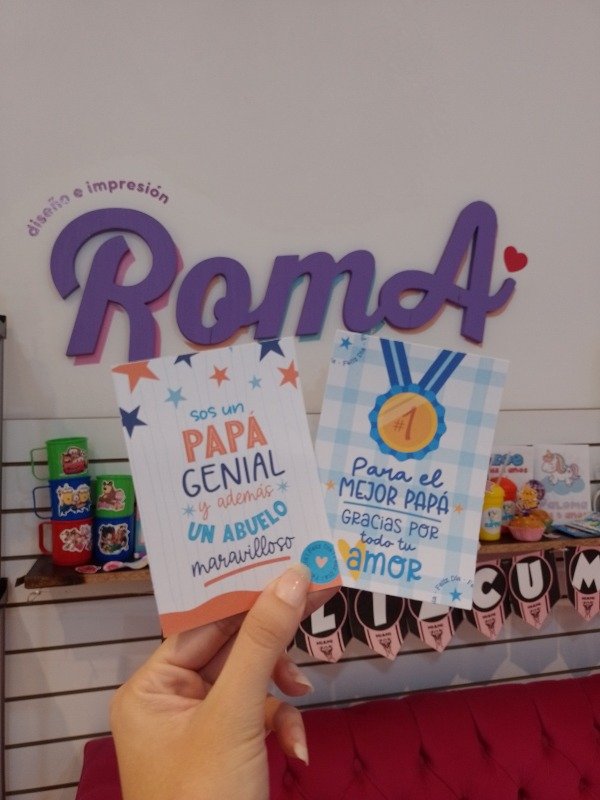 diseño e impresión
RomA
sos un
PAPÁ
GENIAL
y además
UN ABUELO
maravilloso
#1
Para el
MEJOR PAPÁ
GRACIAS POR
todo tu
amor
LICUM